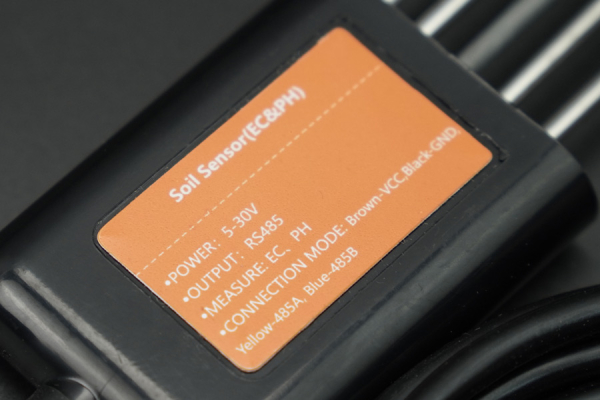 Soil Sensor(EC&PH)
•POWER: 5-30V
•OUTPUT: RS485
•MEASURE: EC、PH
•CONNECTION MODE: Brown-VCC,Black-GND,
Yellow-485A, Blue-485B